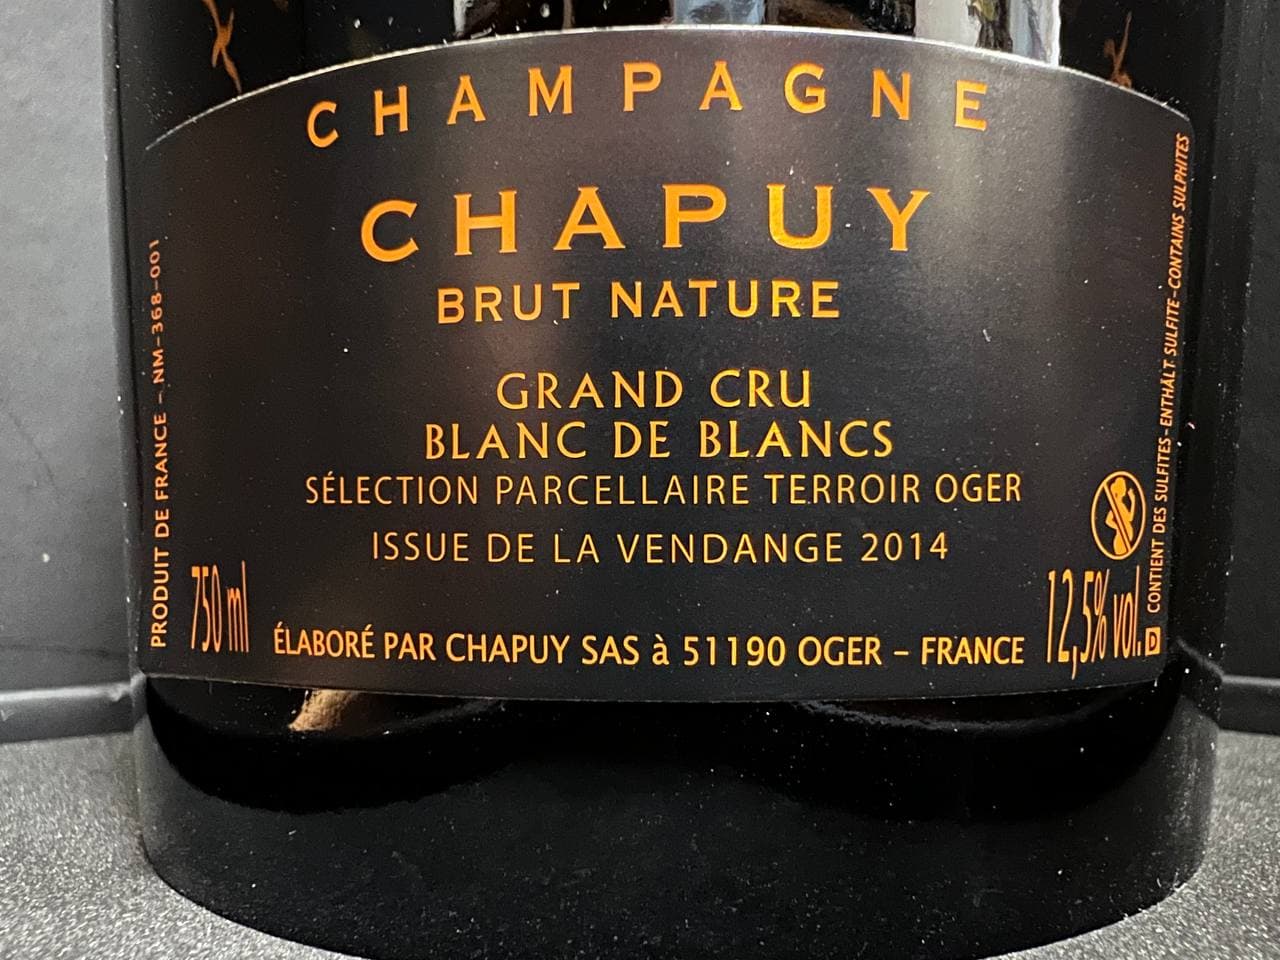 CHAMPAGNE
CHAPUY
BRUT NATURE
GRAND CRU
BLANC DE BLANCS
SÉLECTION PARCELLAIRE TERROIR OGER
ISSUE DE LA VENDANGE 2014
750 ml
ÉLABORÉ PAR CHAPUY SAS à 51190 OGER – FRANCE
12,5% vol.
D
PRODUIT DE FRANCE – NM-368-001
CONTIENT DES SULFITES-ENTHÄLT SULFITE-CONTAINS SULPHITES